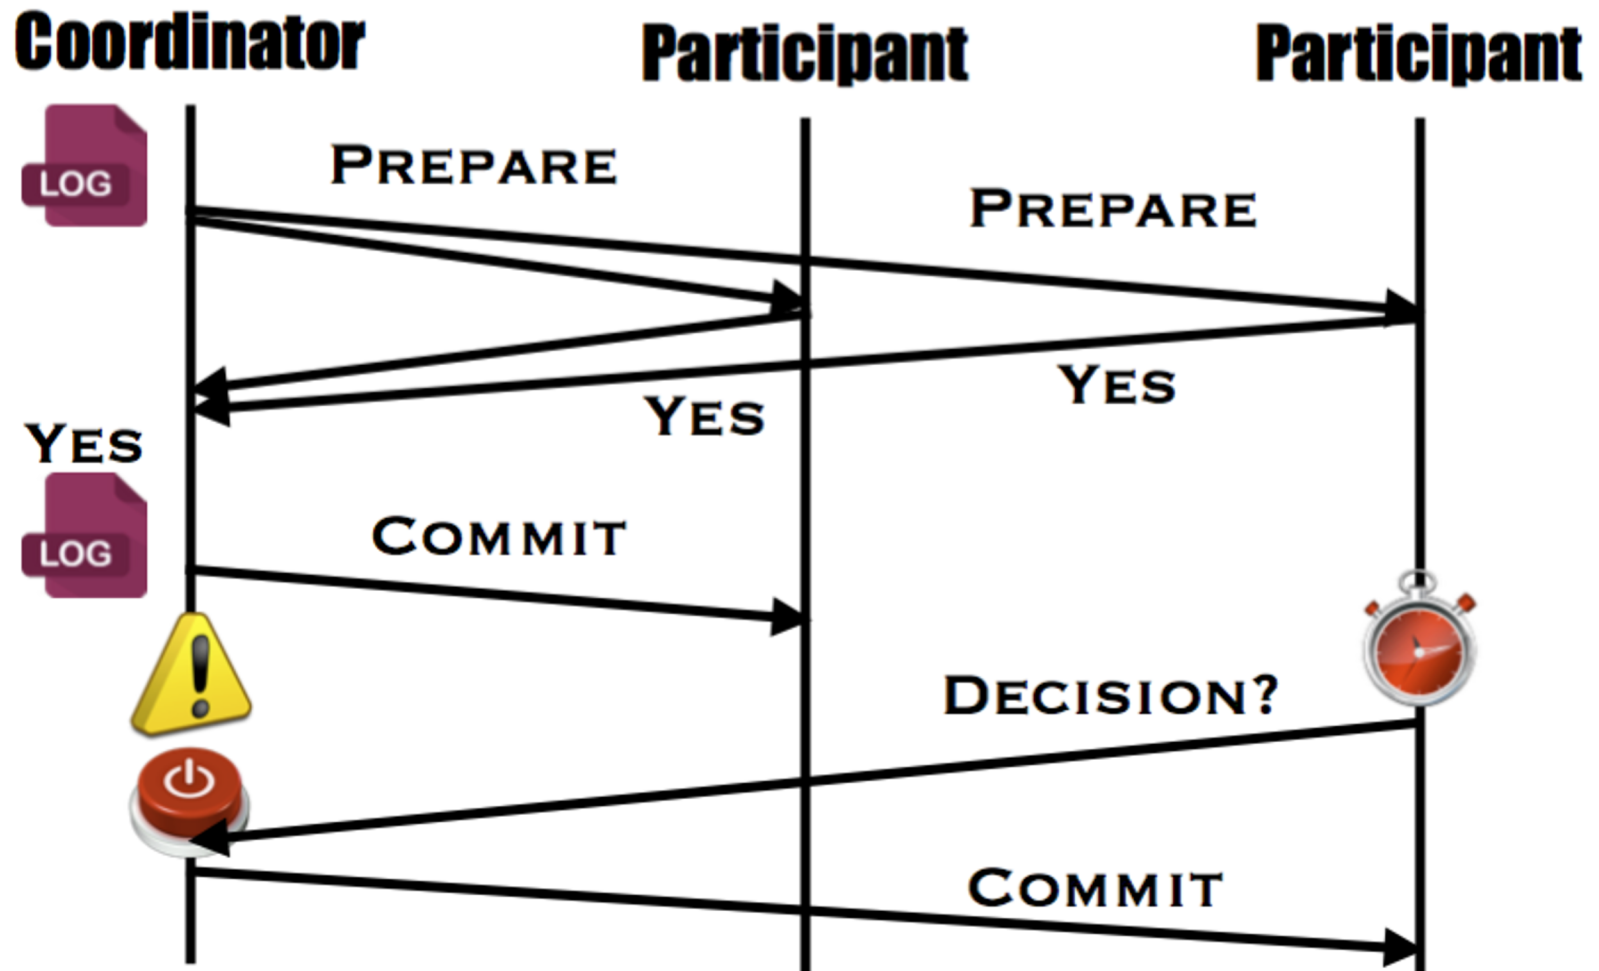 Coordinator
Participant
Participant
LOG
PREPARE
PREPARE
YES
YES
YES
LOG
COMMIT
DECISION?
COMMIT